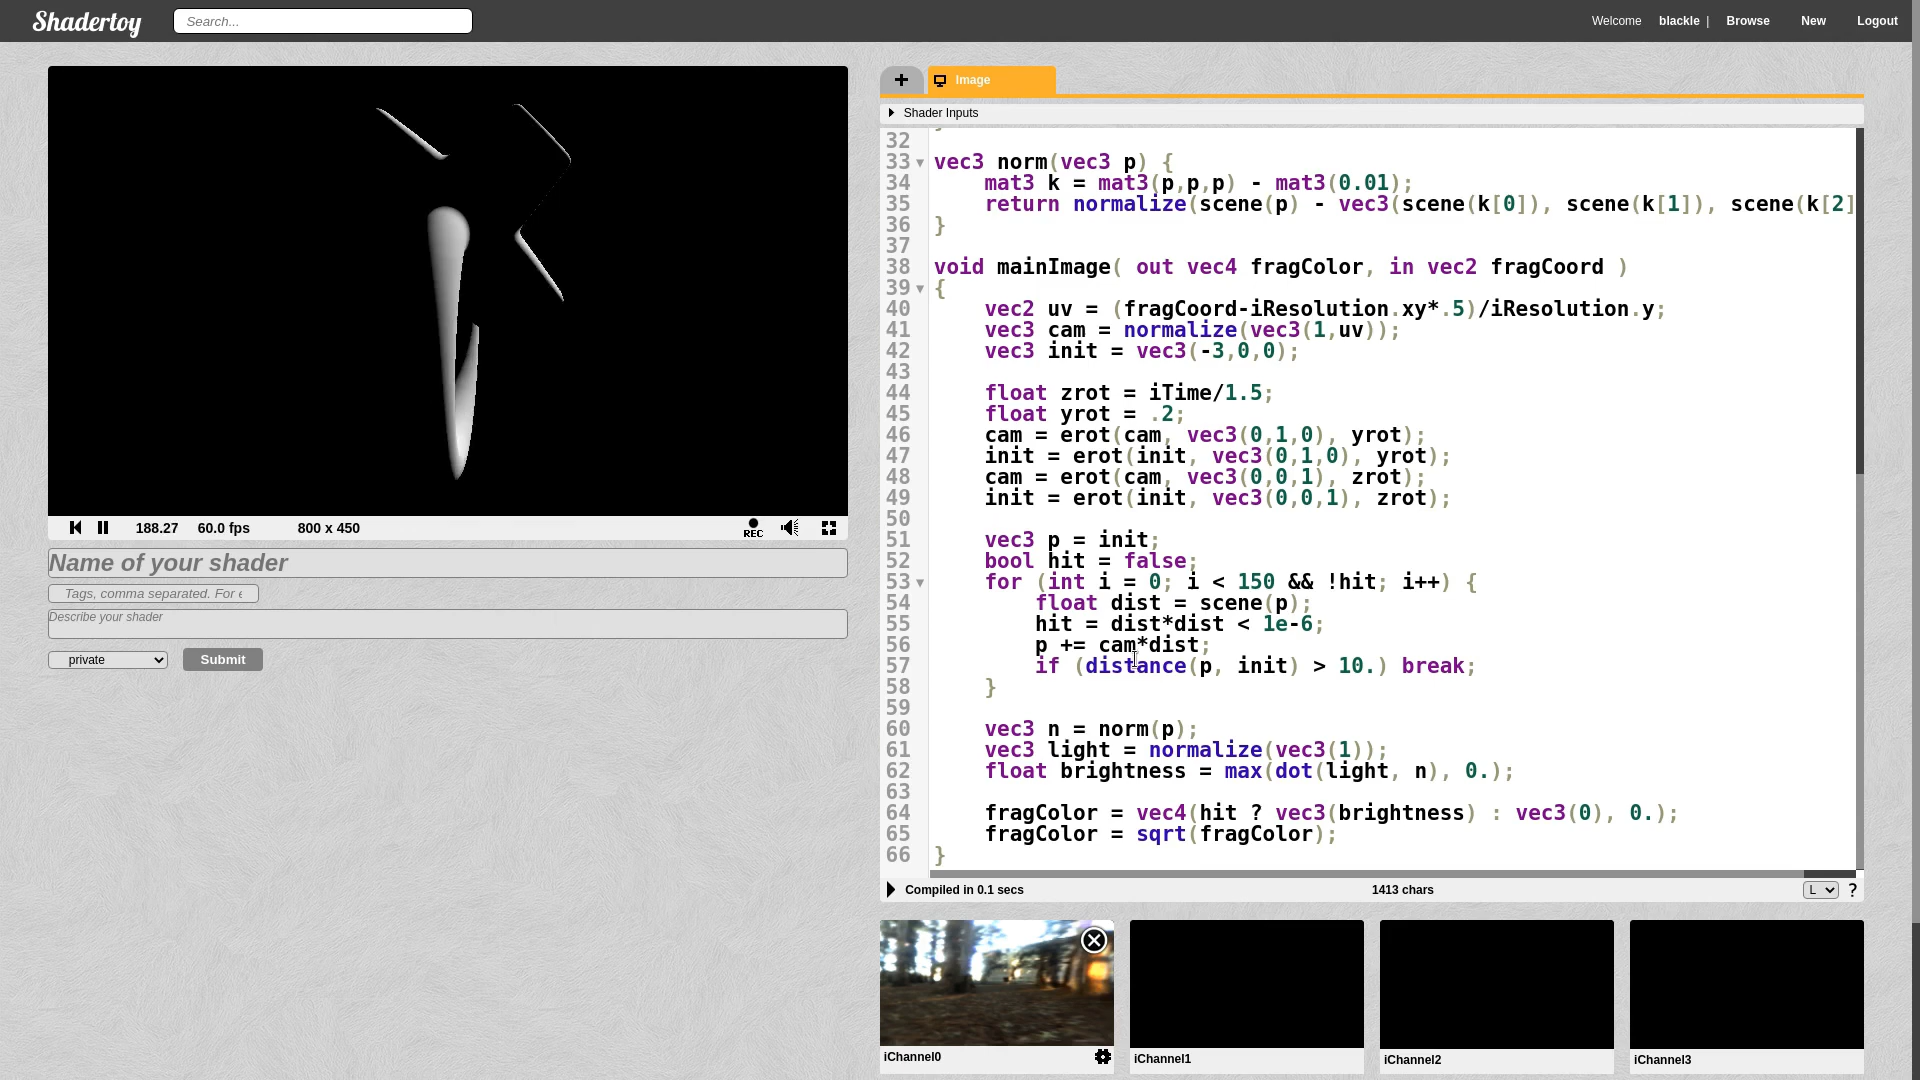 Shadertoy
Search...
Welcome blackle | Browse New Logout
+ Image
Shader Inputs
32
33 vec3 norm(vec3 p) {
34 mat3 k = mat3(p,p,p) - mat3(0.01);
35 return normalize(scene(p) - vec3(scene(k[0]), scene(k[1]), scene(k[2]
36 }
37
38 void mainImage( out vec4 fragColor, in vec2 fragCoord )
39 {
40 vec2 uv = (fragCoord-iResolution.xy*.5)/iResolution.y;
41 vec3 cam = normalize(vec3(1,uv));
42 vec3 init = vec3(-3,0,0);
43
44 float zrot = iTime/1.5;
45 float yrot = .2;
46 cam = erot(cam, vec3(0,1,0), yrot);
47 init = erot(init, vec3(0,1,0), yrot);
48 cam = erot(cam, vec3(0,0,1), zrot);
49 init = erot(init, vec3(0,0,1), zrot);
50
51 vec3 p = init;
52 bool hit = false;
53 for (int i = 0; i < 150 && !hit; i++) {
54 float dist = scene(p);
55 hit = dist*dist < 1e-6;
56 p += cam*dist;
57 if (distance(p, init) > 10.) break;
58 }
59
60 vec3 n = norm(p);
61 vec3 light = normalize(vec3(1));
62 float brightness = max(dot(light, n), 0.);
63
64 fragColor = vec4(hit ? vec3(brightness) : vec3(0), 0.);
65 fragColor = sqrt(fragColor);
66 }
188.27 60.0 fps 800 x 450 REC
Name of your shader
Tags, comma separated. For e
Describe your shader
private Submit
Compiled in 0.1 secs 1413 chars L ?
iChannel0 iChannel1 iChannel2 iChannel3